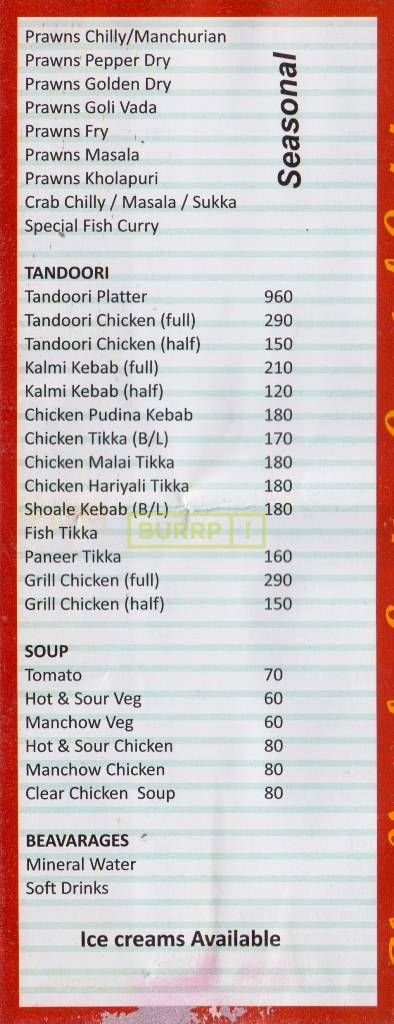 Prawns Chilly/Manchurian
Prawns Pepper Dry
Prawns Golden Dry
Prawns Goli Vada
Prawns Fry
Prawns Masala
Prawns Kholapuri
Crab Chilly / Masala / Sukka
Special Fish Curry
Seasonal
TANDOORI
Tandoori Platter 960
Tandoori Chicken (full) 290
Tandoori Chicken (half) 150
Kalmi Kebab (full) 210
Kalmi Kebab (half) 120
Chicken Pudina Kebab 180
Chicken Tikka (B/L) 170
Chicken Malai Tikka 180
Chicken Hariyali Tikka 180
Shoale Kebab (B/L) 180
BURRP !
Fish Tikka
Paneer Tikka 160
Grill Chicken (full) 290
Grill Chicken (half) 150
SOUP
Tomato 70
Hot & Sour Veg 60
Manchow Veg 60
Hot & Sour Chicken 80
Manchow Chicken 80
Clear Chicken Soup 80
BEAVARAGES
Mineral Water
Soft Drinks
Ice creams Available